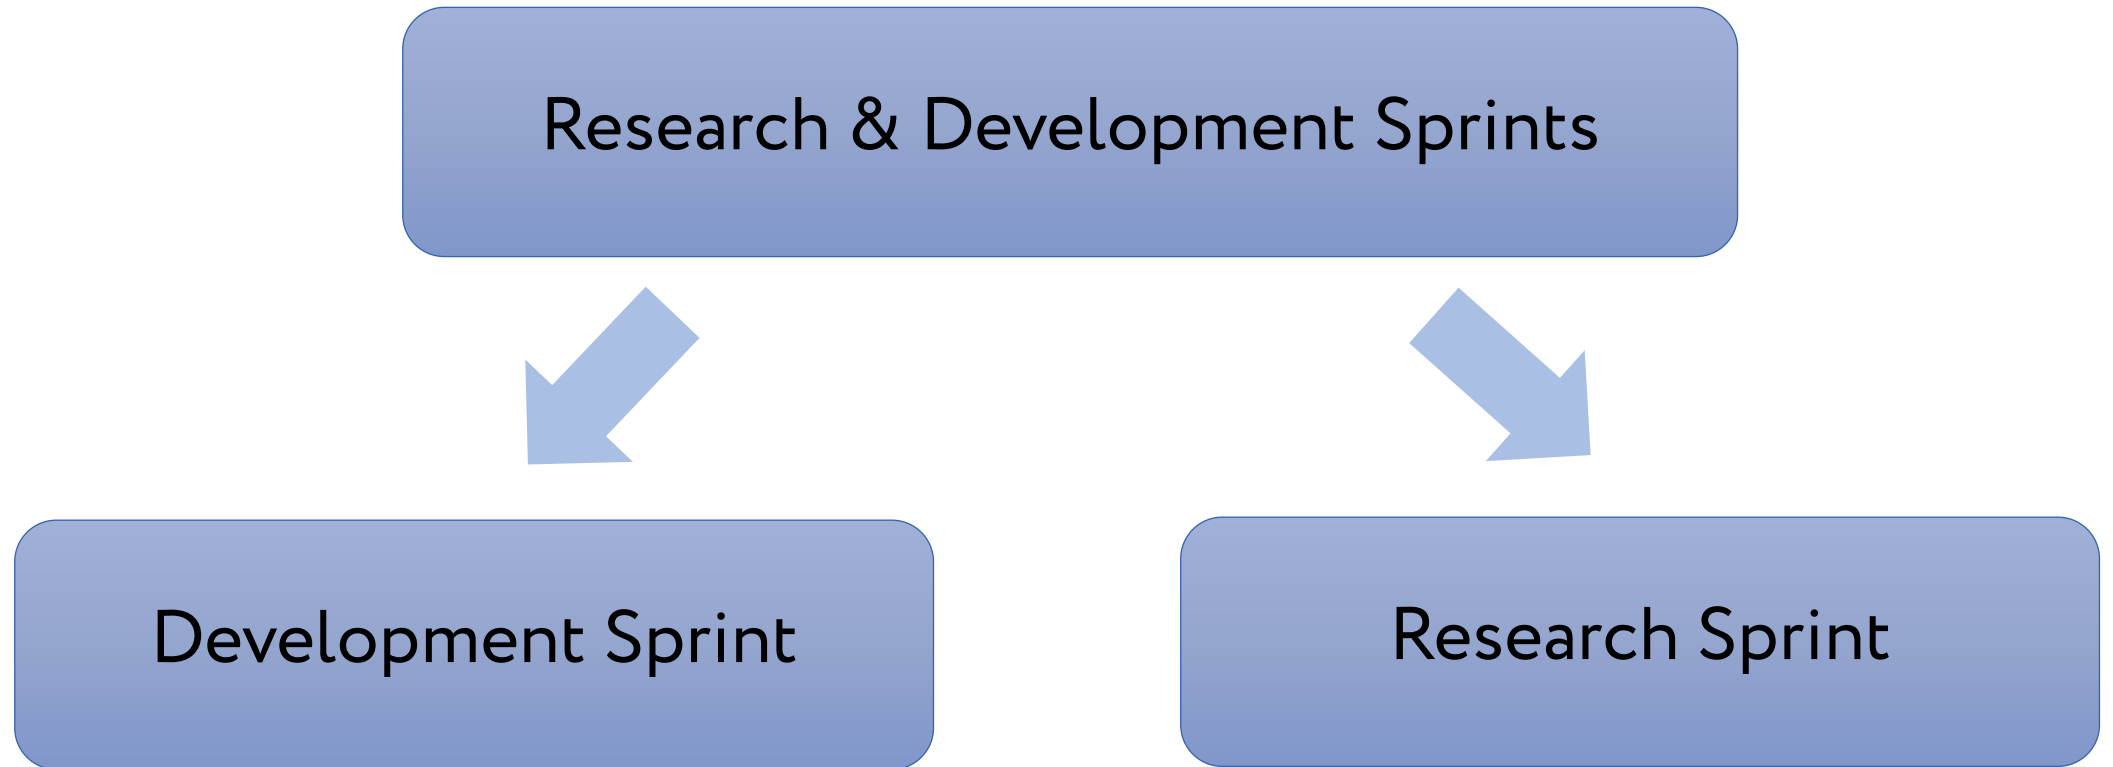 Research & Development Sprints
Development Sprint
Research Sprint